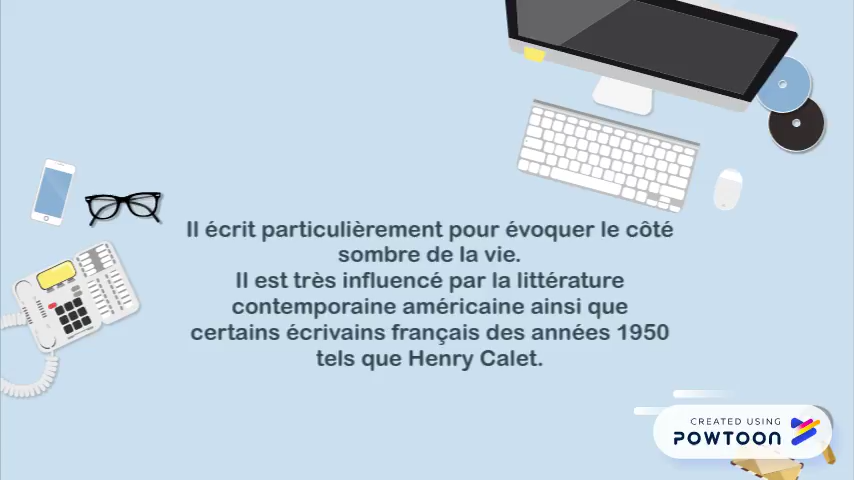 Il écrit particulièrement pour évoquer le côté
sombre de la vie.
Il est très influencé par la littérature
contemporaine américaine ainsi que
certains écrivains français des années 1950
tels que Henry Calet.
CREATED USING
POWTOON